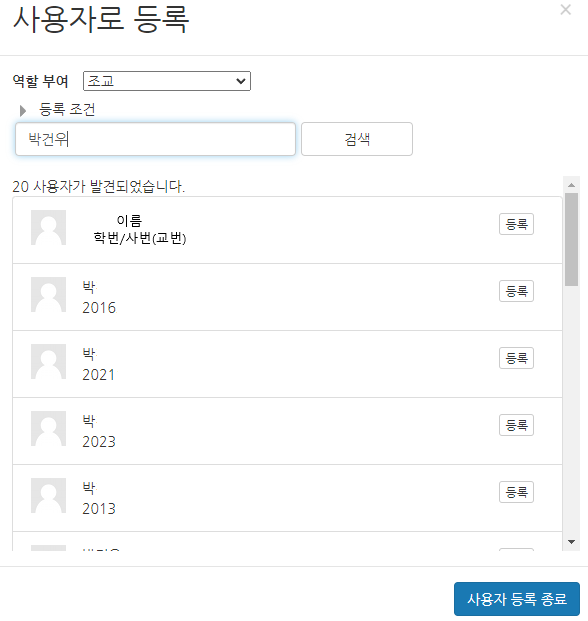 사용자로 등록
×
역할 부여 조교
등록 조건
박건우 검색
20 사용자가 발견되었습니다.
이름 등록
학번/사번(교번)
박 등록
2016
박 등록
2021
박 등록
2023
박 등록
2013
사용자 등록 종료